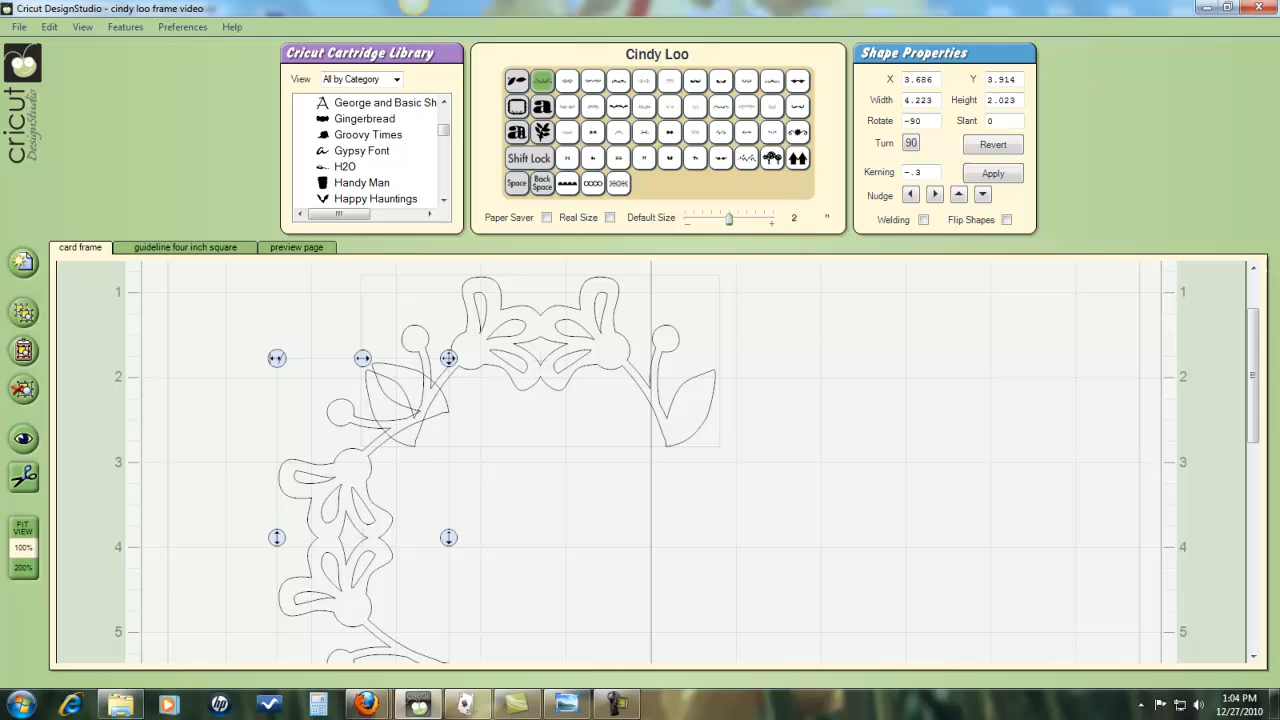 Cricut DesignStudio - cindy loo frame video
File Edit View Features Preferences Help
cricut
DesignStudio
Cricut Cartridge Library
View All by Category
George and Basic Sh
Gingerbread
Groovy Times
Gypsy Font
H2O
Handy Man
Happy Hauntings
Cindy Loo
a
a
Shift Lock
Space Back Space
Paper Saver Real Size Default Size 2 "
Shape Properties
X 3.686 Y 3.914
Width 4.223 Height 2.023
Rotate -90 Slant 0
Turn 90 Revert
Kerning -.3 Apply
Nudge
Welding Flip Shapes
card frame guideline four inch square preview page
1 1
2 2
3 3
4 4
5 5
FIT VIEW
100%
200%
hp
1:04 PM
12/27/2010